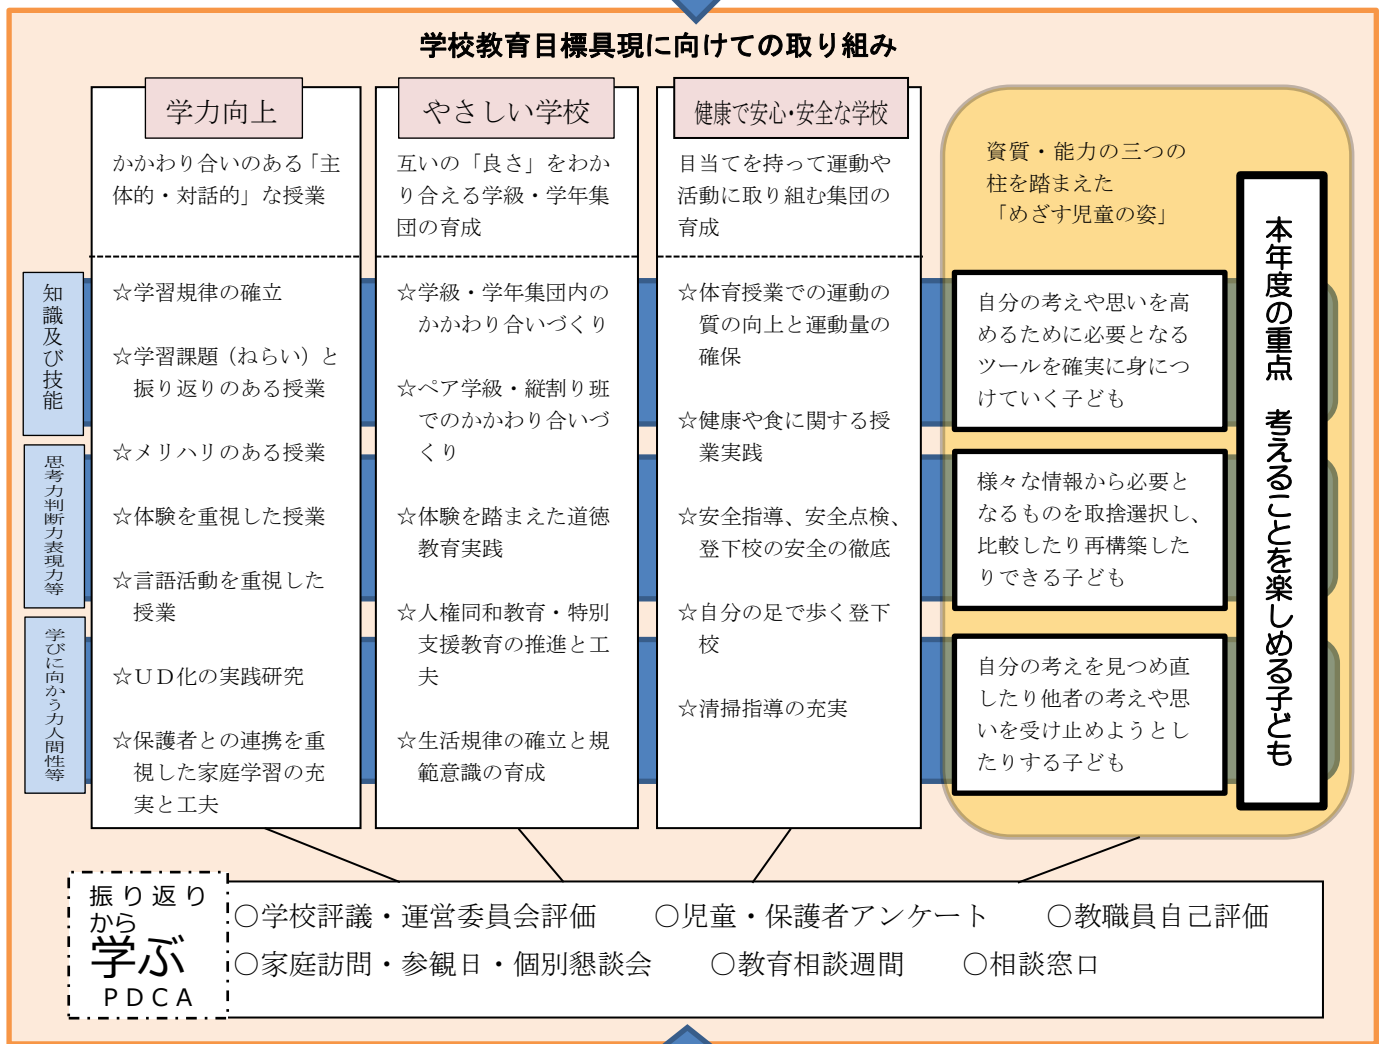 学校教育目標具現に向けての取り組み
学力向上
かかわり合いのある「主
体的・対話的」な授業
☆学習規律の確立
☆学習課題（ねらい）と
振り返りのある授業
☆メリハリのある授業
☆体験を重視した授業
☆言語活動を重視した
授業
☆ＵＤ化の実践研究
☆保護者との連携を重
視した家庭学習の充
実と工夫
やさしい学校
互いの「良さ」をわか
り合える学級・学年集
団の育成
☆学級・学年集団内の
かかわり合いづくり
☆ペア学級・縦割り班
でのかかわり合いづ
くり
☆体験を踏まえた道徳
教育実践
☆人権同和教育・特別
支援教育の推進と工
夫
☆生活規律の確立と規
範意識の育成
健康で安心・安全な学校
目当てを持って運動や
活動に取り組む集団の
育成
☆体育授業での運動の
質の向上と運動量の
確保
☆健康や食に関する授
業実践
☆安全指導、安全点検、
登下校の安全の徹底
☆自分の足で歩く登下
校
☆清掃指導の充実
資質・能力の三つの
柱を踏まえた
「めざす児童の姿」
知識及び技能
自分の考えや思いを高
めるために必要となる
ツールを確実に身につ
けていく子ども
思考力判断力表現力等
様々な情報から必要と
なるものを取捨選択し、
比較したり再構築した
りできる子ども
学びに向かう力人間性等
自分の考えを見つめ直
したり他者の考えや思
いを受け止めようとし
たりする子ども
本年度の重点　考えることを楽しめる子ども
振り返り
から
学ぶ
ＰＤＣＡ
○学校評議・運営委員会評価　○児童・保護者アンケート　○教職員自己評価
○家庭訪問・参観日・個別懇談会　○教育相談週間　○相談窓口